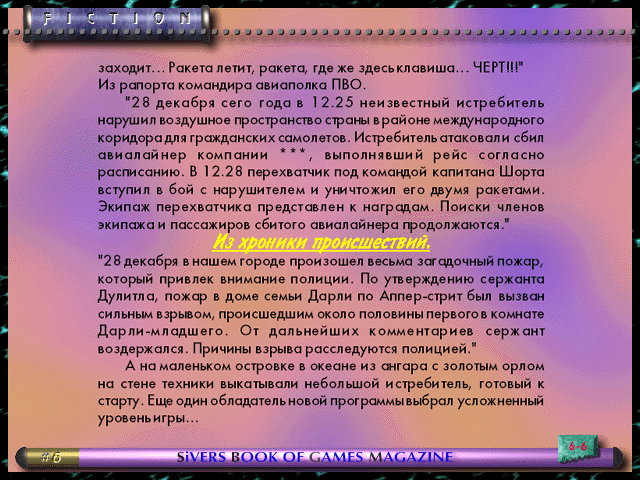 FICTION
заходит... Ракета летит, ракета, где же здесь клавиша... ЧЕРТ!!!"
Из рапорта командира авиаполка ПВО.
"28 декабря сего года в 12.25 неизвестный истребитель
нарушил воздушное пространство страны в районе международного
коридора для гражданских самолетов. Истребитель атаковал и сбил
авиалайнер компании ***, выполнявший рейс согласно
расписанию. В 12.28 перехватчик под командой капитана Шорта
вступил в бой с нарушителем и уничтожил его двумя ракетами.
Экипаж перехватчика представлен к наградам. Поиски членов
экипажа и пассажиров сбитого авиалайнера продолжаются."
Из хроники происшествий.
"28 декабря в нашем городе произошел весьма загадочный пожар,
который привлек внимание полиции. По утверждению сержанта
Дулитла, пожар в доме семьи Дарли по Аппер-стрит был вызван
сильным взрывом, происшедшим около половины первого в комнате
Дарли-младшего. От дальнейших комментариев сержант
воздержался. Причины взрыва расследуются полицией."
А на маленьком островке в океане из ангара с золотым орлом
на стене техники выкатывали небольшой истребитель, готовый к
старту. Еще один обладатель новой программы выбрал усложненный
уровень игры...
#6
SiVERS BOOK OF GAMES MAGAZINE
6-6